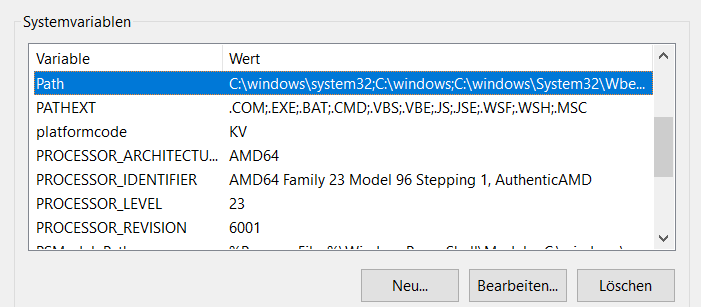 Systemvariablen
Variable Wert
Path C:\windows\system32;C:\windows;C:\windows\System32\Wbe...
PATHEXT .COM;.EXE;.BAT;.CMD;.VBS;.VBE;.JS;.JSE;.WSF;.WSH;.MSC
platformcode KV
PROCESSOR_ARCHITECTU... AMD64
PROCESSOR_IDENTIFIER AMD64 Family 23 Model 96 Stepping 1, AuthenticAMD
PROCESSOR_LEVEL 23
PROCESSOR_REVISION 6001
Neu... Bearbeiten... Löschen